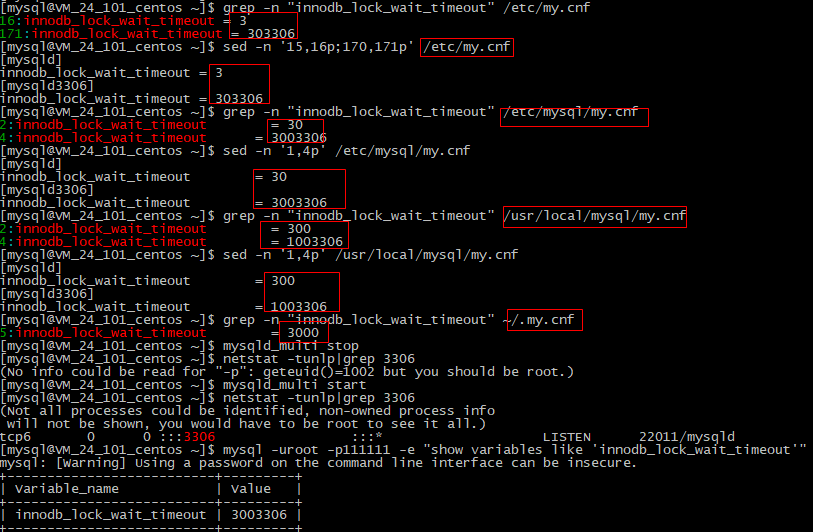 [mysql@VM_24_101_centos ~]$ grep -n "innodb_lock_wait_timeout" /etc/my.cnf
16:innodb_lock_wait_timeout = 3
171:innodb_lock_wait_timeout = 303306
[mysql@VM_24_101_centos ~]$ sed -n '15,16p;170,171p' /etc/my.cnf
[mysqld]
innodb_lock_wait_timeout = 3
[mysqld3306]
innodb_lock_wait_timeout = 303306
[mysql@VM_24_101_centos ~]$ grep -n "innodb_lock_wait_timeout" /etc/mysql/my.cnf
2:innodb_lock_wait_timeout = 30
4:innodb_lock_wait_timeout = 3003306
[mysql@VM_24_101_centos ~]$ sed -n '1,4p' /etc/mysql/my.cnf
[mysqld]
innodb_lock_wait_timeout = 30
[mysqld3306]
innodb_lock_wait_timeout = 3003306
[mysql@VM_24_101_centos ~]$ grep -n "innodb_lock_wait_timeout" /usr/local/mysql/my.cnf
2:innodb_lock_wait_timeout = 300
4:innodb_lock_wait_timeout = 1003306
[mysql@VM_24_101_centos ~]$ sed -n '1,4p' /usr/local/mysql/my.cnf
[mysqld]
innodb_lock_wait_timeout = 300
[mysqld3306]
innodb_lock_wait_timeout = 1003306
[mysql@VM_24_101_centos ~]$ grep -n "innodb_lock_wait_timeout" ~/.my.cnf
5:innodb_lock_wait_timeout = 3000
[mysql@VM_24_101_centos ~]$ mysqld_multi stop
[mysql@VM_24_101_centos ~]$ netstat -tunlp|grep 3306
(No info could be read for "-p": geteuid()=1002 but you should be root.)
[mysql@VM_24_101_centos ~]$ mysqld_multi start
[mysql@VM_24_101_centos ~]$ netstat -tunlp|grep 3306
(Not all processes could be identified, non-owned process info
will not be shown, you would have to be root to see it all.)
tcp6 0 0 :::3306 :::* LISTEN 22011/mysqld
[mysql@VM_24_101_centos ~]$ mysql -uroot -p111111 -e "show variables like 'innodb_lock_wait_timeout'"
mysql: [Warning] Using a password on the command line interface can be insecure.
+--------------------------+---------+
| Variable_name | Value |
+--------------------------+---------+
| innodb_lock_wait_timeout | 3003306 |
+--------------------------+---------+